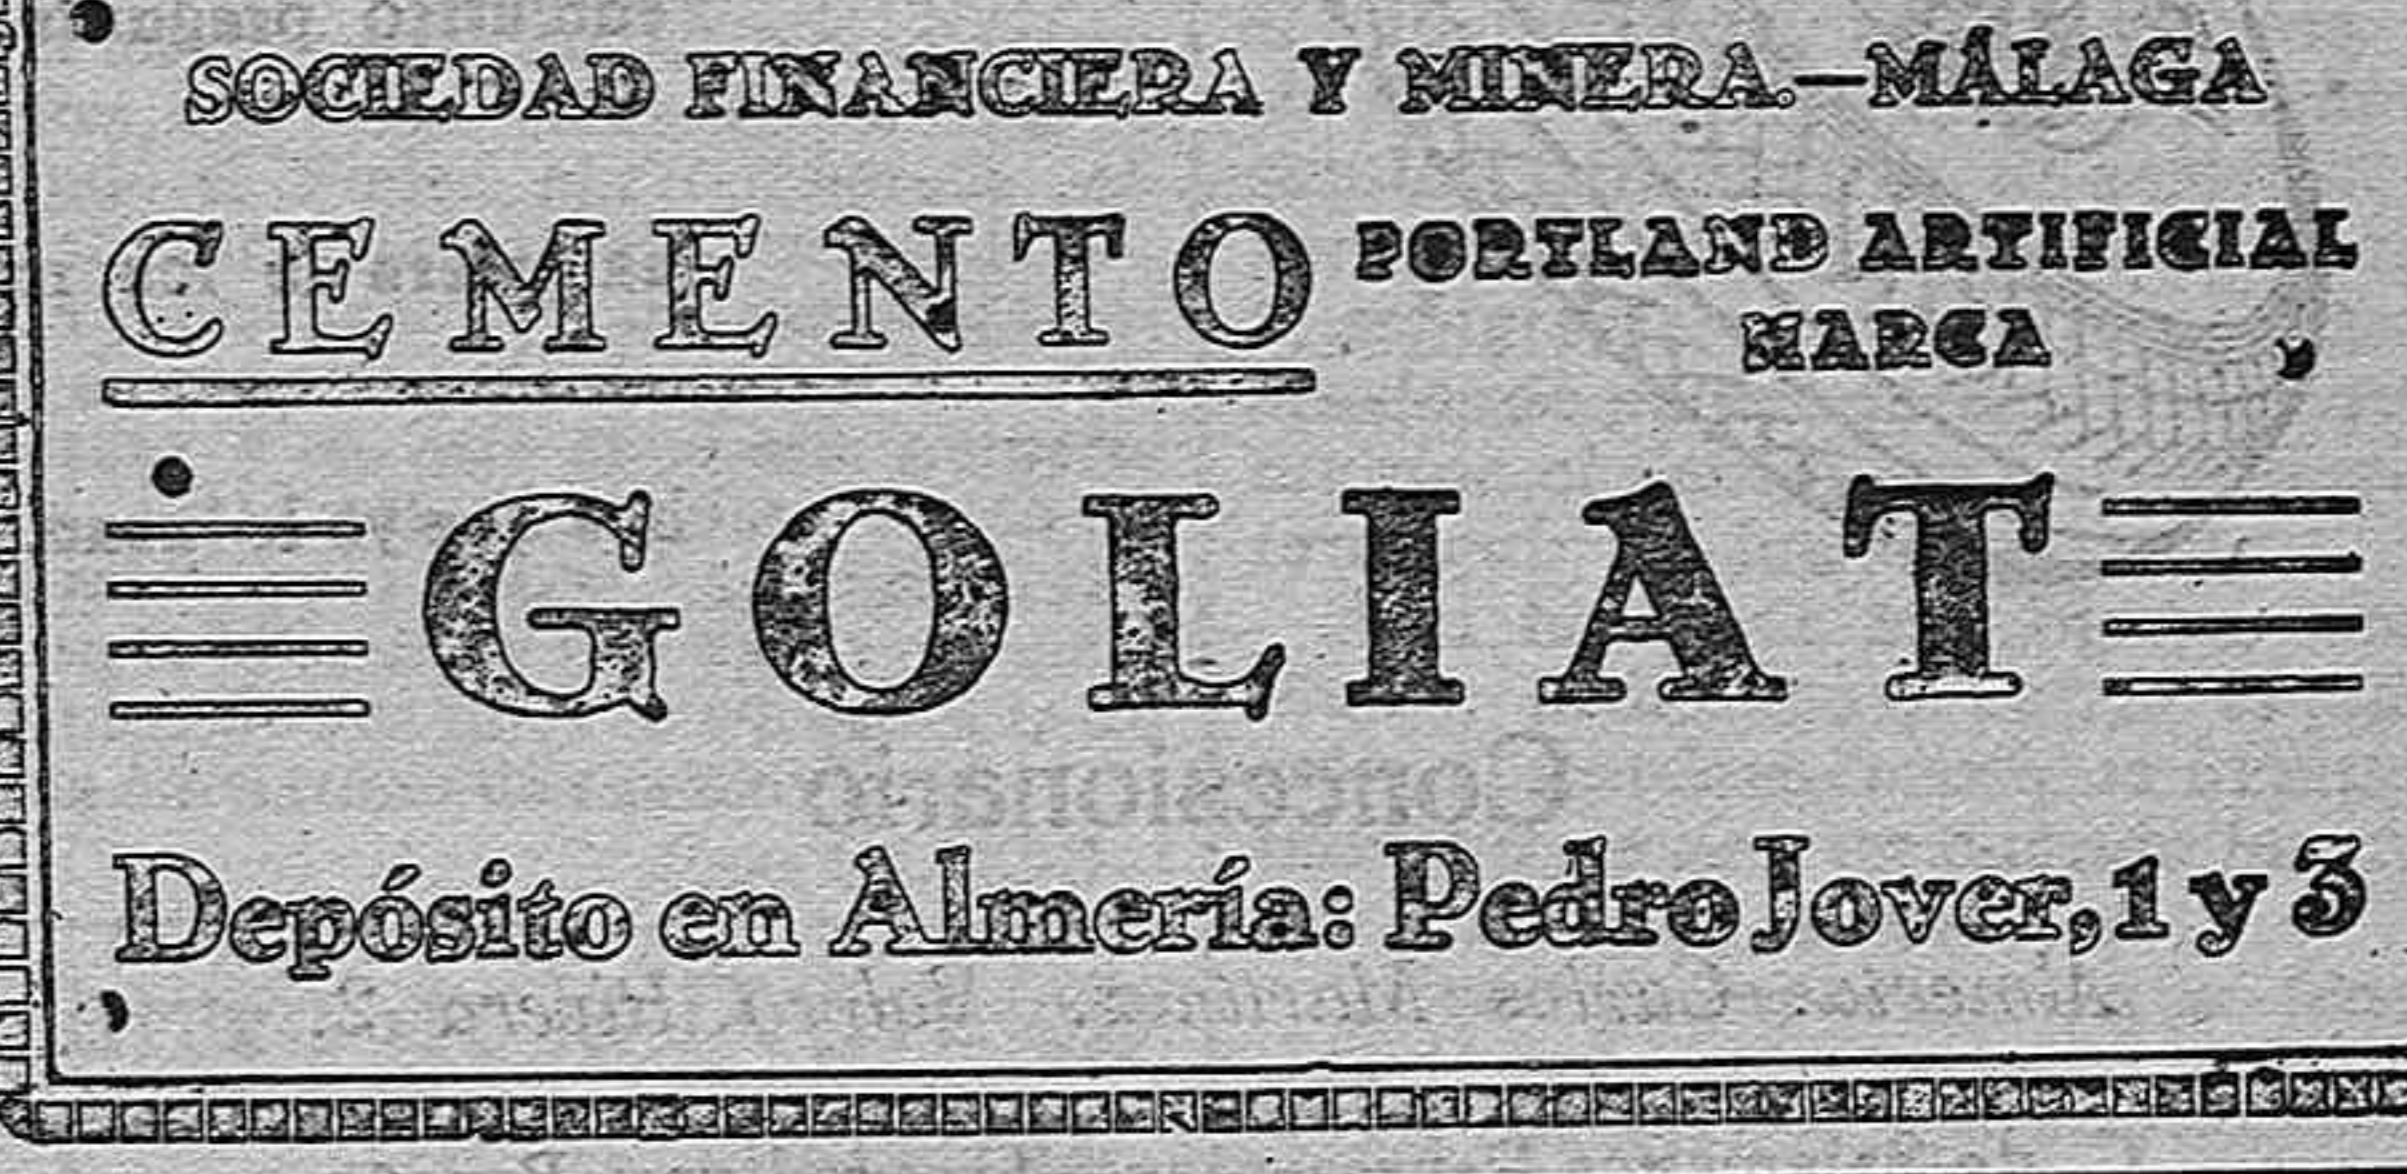 SOCIEDAD FINANCIERA Y MINERA.—MÁLAGA
CEMENTO PORTLAND ARTIFICIAL
MARCA
GOLIAT
Depósito en Almería: Pedro Jover, 1 y 3